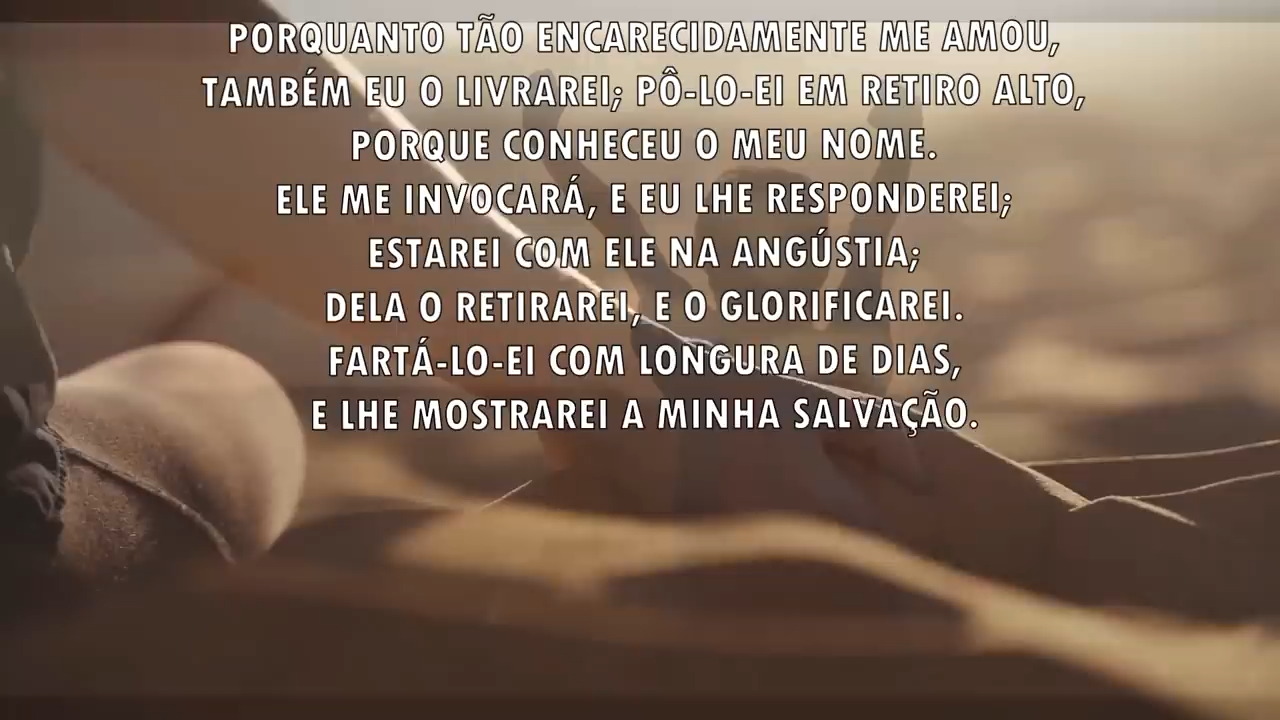 PORQUANTO TÃO ENCARECIDAMENTE ME AMOU,
TAMBÉM EU O LIVRAREI; PÔ-LO-EI EM RETIRO ALTO,
PORQUE CONHECEU O MEU NOME.
ELE ME INVOCARÁ, E EU LHE RESPONDEREI;
ESTAREI COM ELE NA ANGÚSTIA;
DELA O RETIRAREI, E O GLORIFICAREI.
FARTÁ-LO-EI COM LONGURA DE DIAS,
E LHE MOSTRAREI A MINHA SALVAÇÃO.